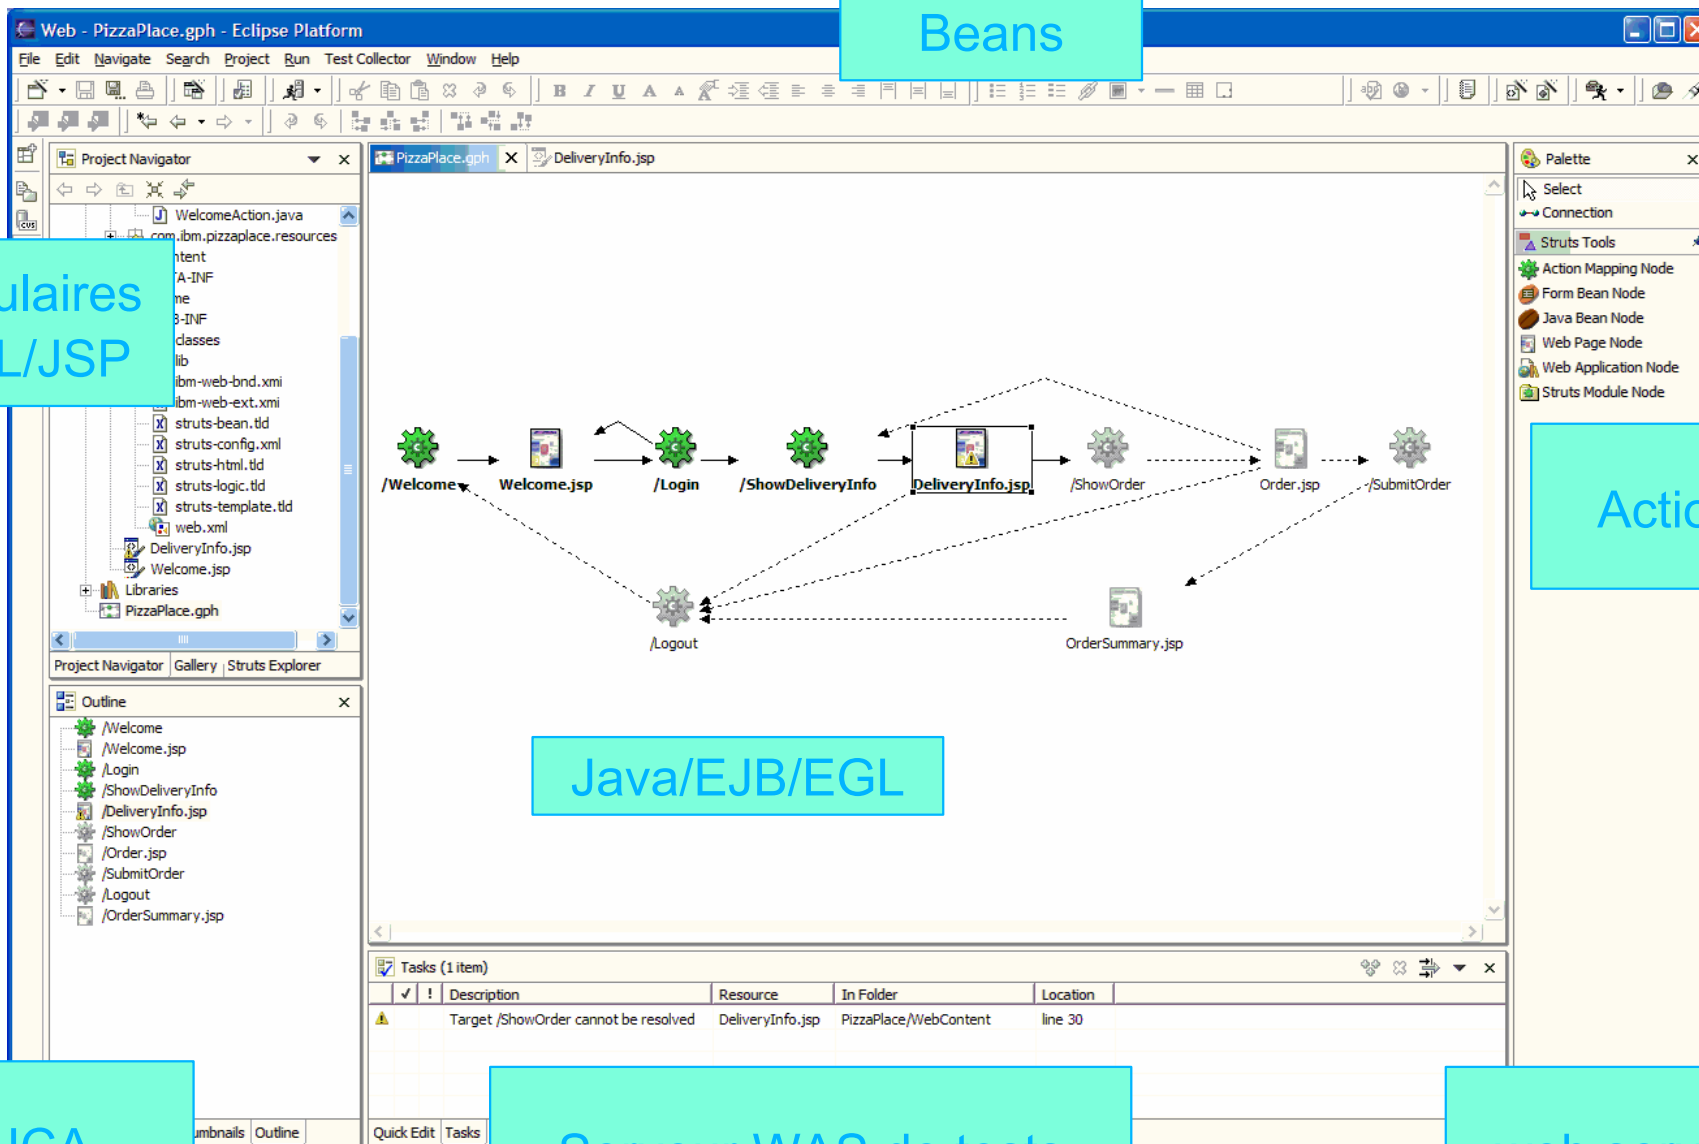 Web - PizzaPlace.gph - Eclipse Platform
Beans
File Edit Navigate Search Project Run Test Collector Window Help
Project Navigator
WelcomeAction.java
com.ibm.pizzaplace.resources
classes
lib
ibm-web-bnd.xmi
ibm-web-ext.xmi
struts-bean.tld
struts-config.xml
struts-html.tld
struts-logic.tld
struts-template.tld
web.xml
DeliveryInfo.jsp
Welcome.jsp
Libraries
PizzaPlace.gph
Project Navigator Gallery Struts Explorer
L/JSP
Outline
/Welcome
/Welcome.jsp
/Login
/ShowDeliveryInfo
/DeliveryInfo.jsp
/ShowOrder
/Order.jsp
/SubmitOrder
/Logout
/OrderSummary.jsp
Outline
PizzaPlace.gph DeliveryInfo.jsp
/Welcome Welcome.jsp /Login /ShowDeliveryInfo DeliveryInfo.jsp /ShowOrder Order.jsp /SubmitOrder
/Logout OrderSummary.jsp
Java/EJB/EGL
Tasks (1 item)
! Description Resource In Folder Location
Target /ShowOrder cannot be resolved DeliveryInfo.jsp PizzaPlace/WebContent line 30
Quick Edit Tasks
Palette
Select
Connection
Struts Tools
Action Mapping Node
Form Bean Node
Java Bean Node
Web Page Node
Web Application Node
Struts Module Node